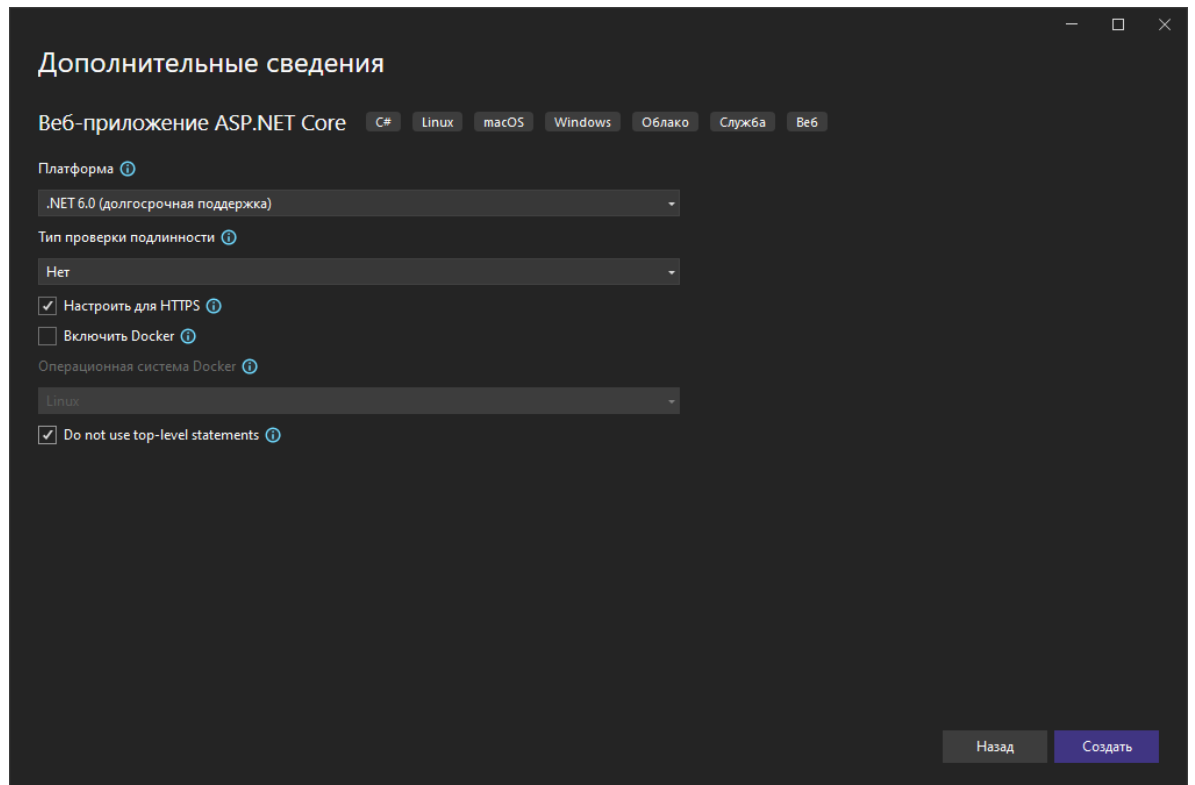 Дополнительные сведения
Веб-приложение ASP.NET Core C# Linux macOS Windows Облако Служба Веб
Платформа
.NET 6.0 (долгосрочная поддержка)
Тип проверки подлинности
Нет
Настроить для HTTPS
Включить Docker
Операционная система Docker
Linux
Do not use top-level statements
Назад Создать